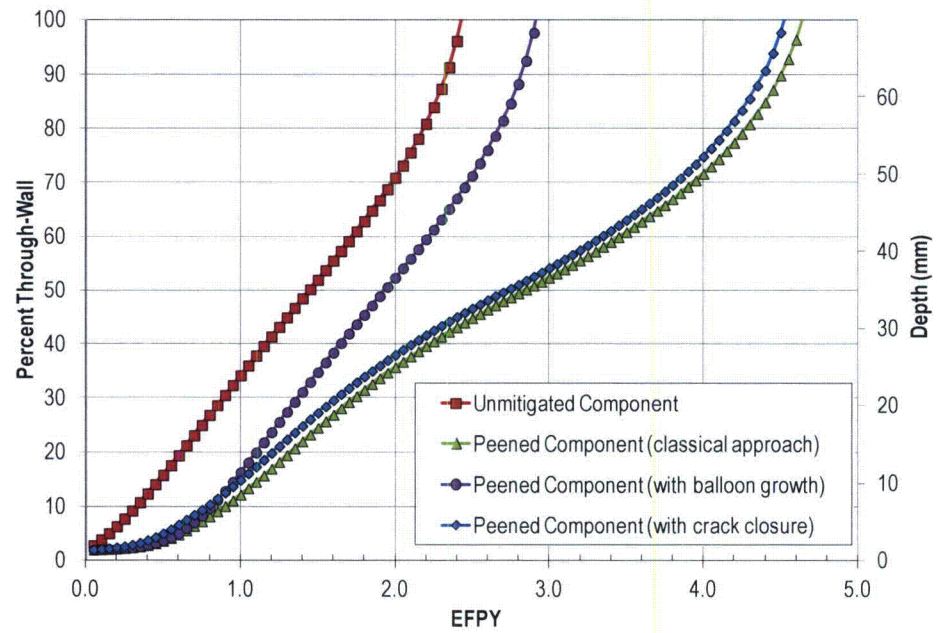 100
90
80
70
60
50
40
30
20
10
0
Percent Through-Wall
60
50
40
30
20
10
0
Depth (mm)
Unmitigated Component
Peened Component (classical approach)
Peened Component (with balloon growth)
Peened Component (with crack closure)
0.0 1.0 2.0 3.0 4.0 5.0
EFPY